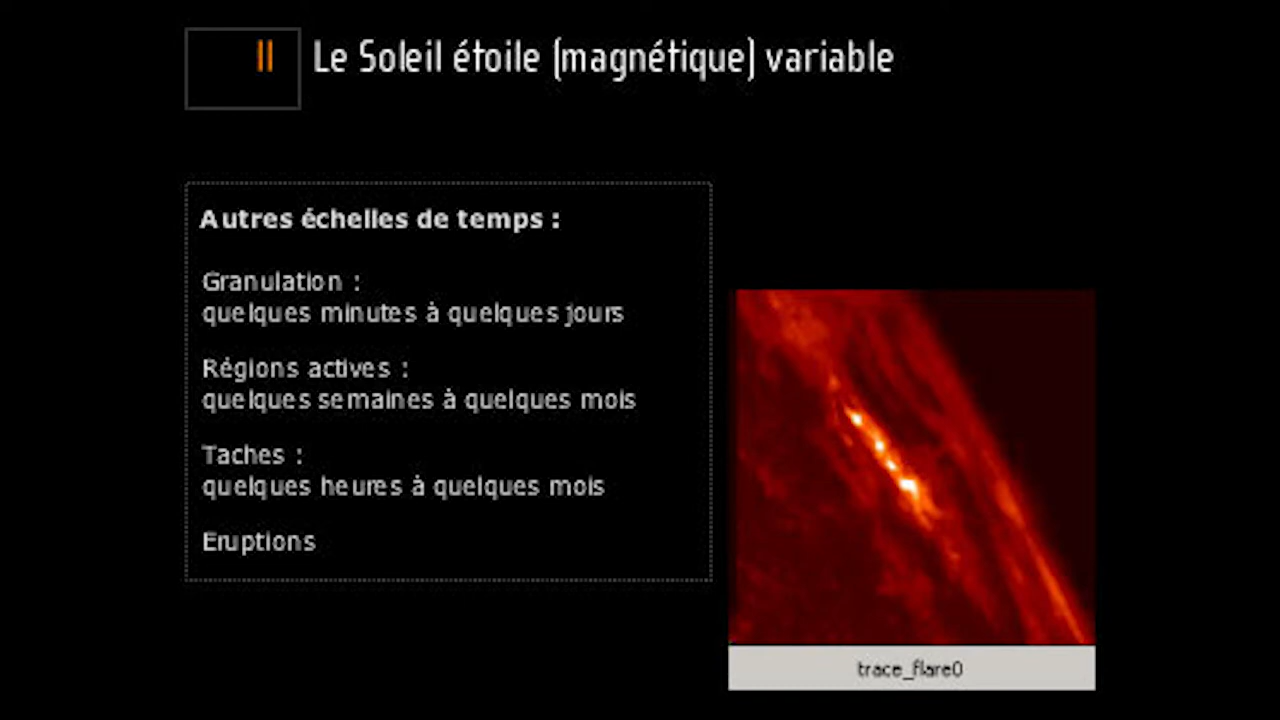 II Le Soleil étoile (magnétique) variable
Autres échelles de temps :
Granulation :
quelques minutes à quelques jours
Régions actives :
quelques semaines à quelques mois
Taches :
quelques heures à quelques mois
Eruptions
trace_flare0